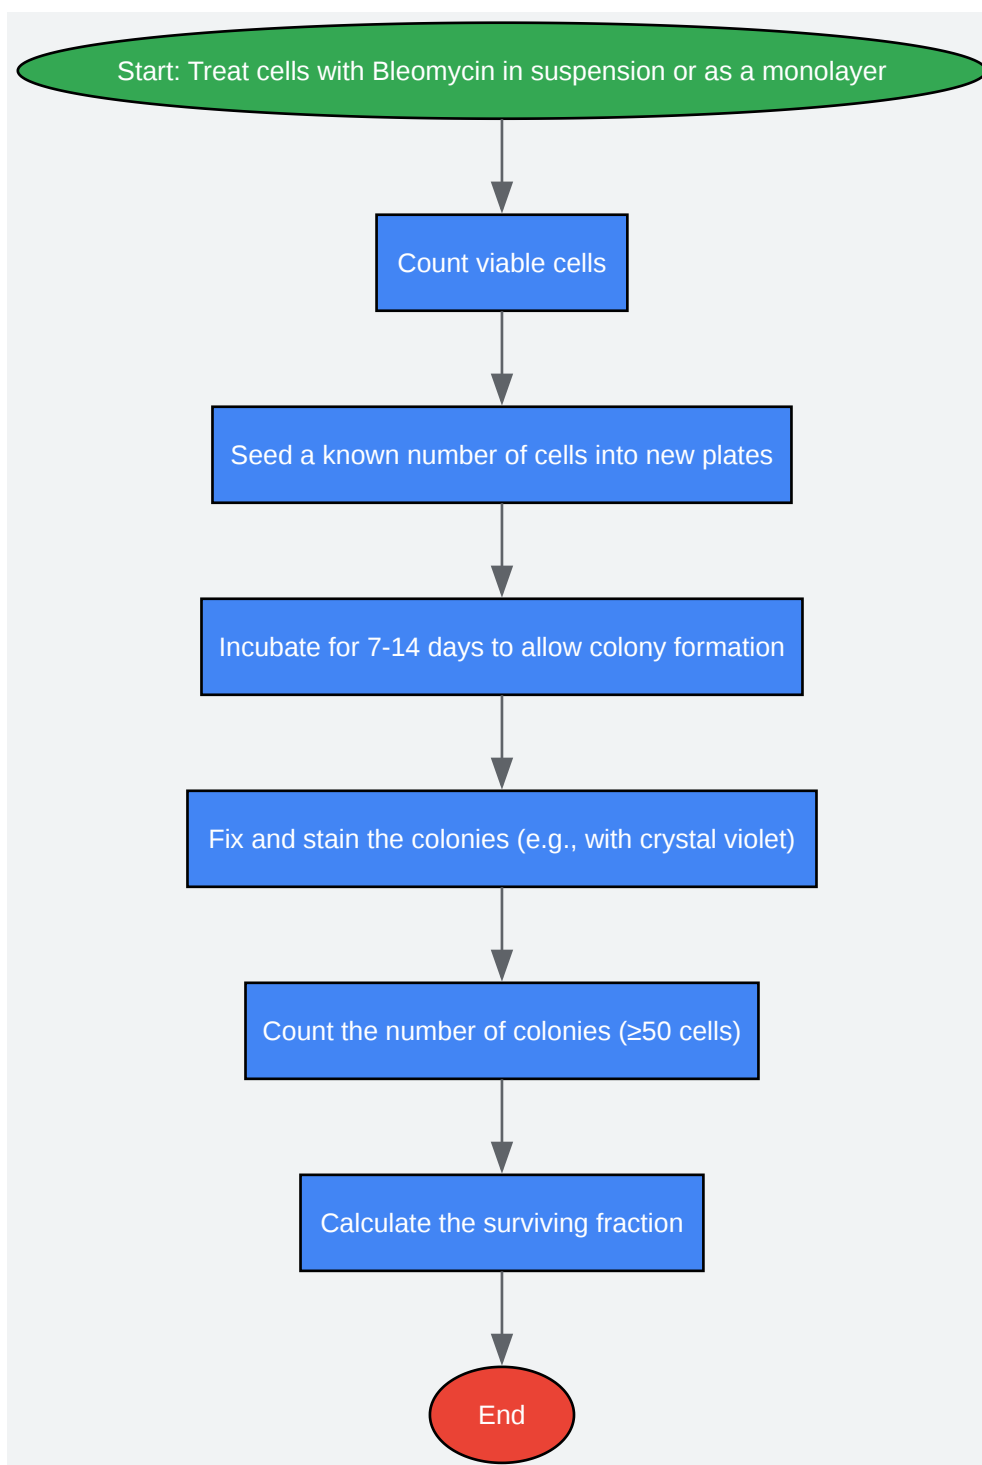 Start: Treat cells with Bleomycin in suspension or as a monolayer
Count viable cells
Seed a known number of cells into new plates
Incubate for 7-14 days to allow colony formation
Fix and stain the colonies (e.g., with crystal violet)
Count the number of colonies (≥50 cells)
Calculate the surviving fraction
End